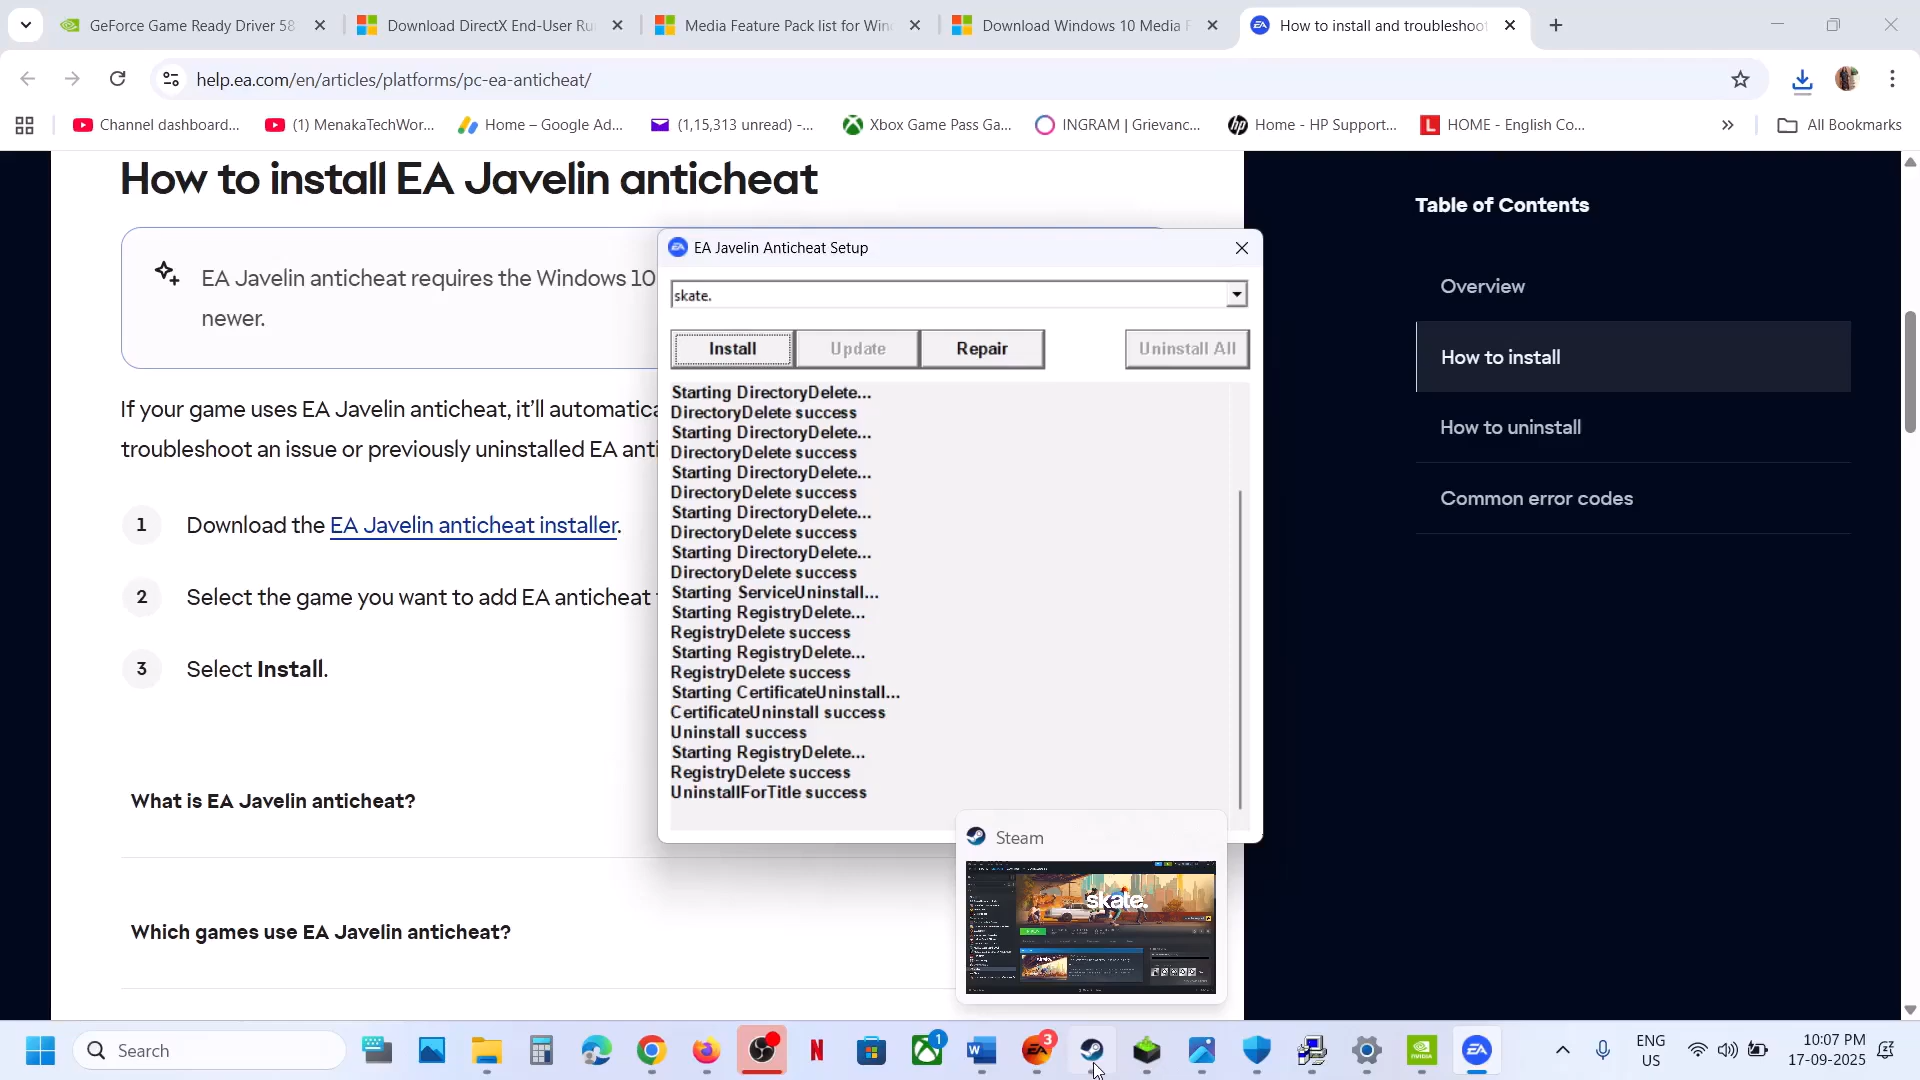 GeForce Game Ready Driver 58
Download DirectX End-User Ru
Media Feature Pack list for Win
Download Windows 10 Media F
How to install and troubleshoot
help.ea.com/en/articles/platforms/pc-ea-anticheat/
Channel dashboard...
(1) MenakaTechWor...
Home – Google Ad...
(1,15,313 unread) -...
Xbox Game Pass Ga...
INGRAM | Grievanc...
Home - HP Support...
HOME - English Co...
All Bookmarks
How to install EA Javelin anticheat
EA Javelin anticheat requires the Windows 10
newer.
If your game uses EA Javelin anticheat, it'll automatica
troubleshoot an issue or previously uninstalled EA anti
1 Download the EA Javelin anticheat installer.
2 Select the game you want to add EA anticheat
3 Select Install.
What is EA Javelin anticheat?
Which games use EA Javelin anticheat?
EA Javelin Anticheat Setup
skate.
Install Update Repair Uninstall All
Starting DirectoryDelete...
DirectoryDelete success
Starting DirectoryDelete...
DirectoryDelete success
Starting DirectoryDelete...
DirectoryDelete success
Starting DirectoryDelete...
DirectoryDelete success
Starting DirectoryDelete...
DirectoryDelete success
Starting ServiceUninstall...
Starting RegistryDelete...
RegistryDelete success
Starting RegistryDelete...
RegistryDelete success
Starting CertificateUninstall...
CertificateUninstall success
Uninstall success
Starting RegistryDelete...
RegistryDelete success
UninstallForTitle success
Steam
skate.
Table of Contents
Overview
How to install
How to uninstall
Common error codes
Search
1
3
ENG
US
10:07 PM
17-09-2025